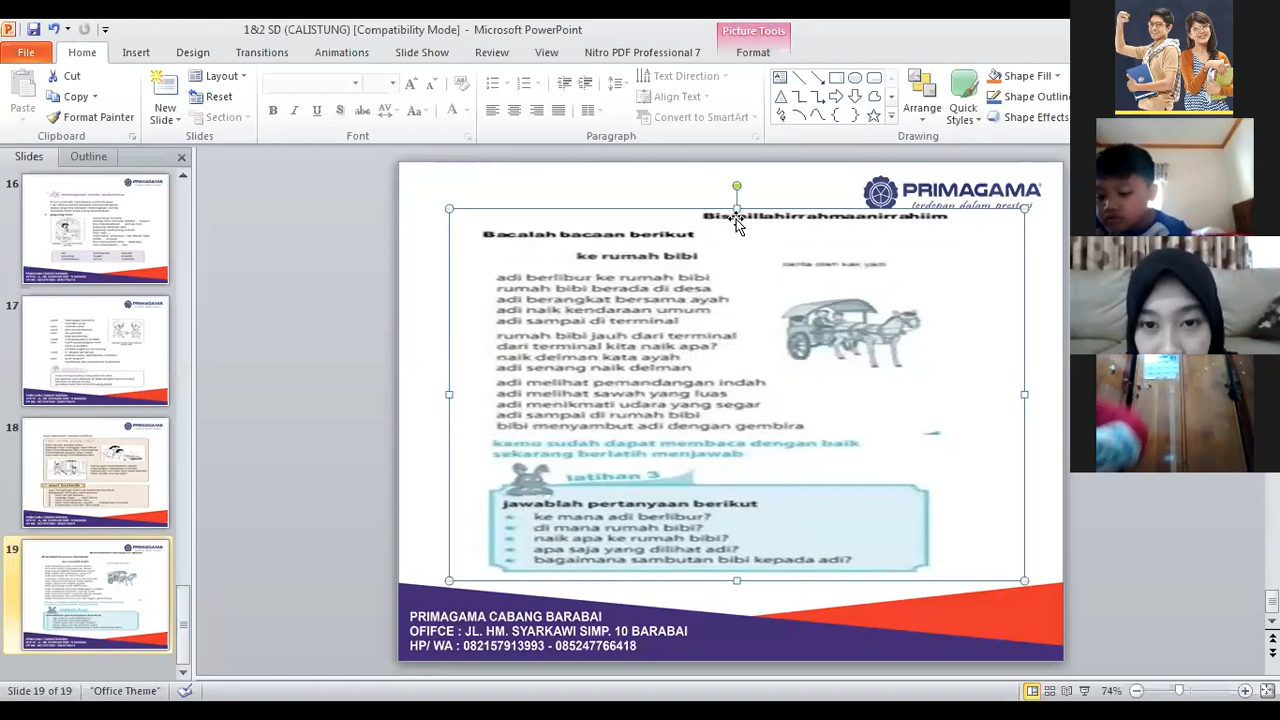 1&2 SD (CALISTUNG) [Compatibility Mode] - Microsoft PowerPoint
Picture Tools
File Home Insert Design Transitions Animations Slide Show Review View Nitro PDF Professional 7 Format
Paste
Cut
Copy
Format Painter
Clipboard
New Slide
Layout
Reset
Section
Slides
Font
Text Direction
Align Text
Convert to SmartArt
Paragraph
Arrange
Quick Styles
Shape Fill
Shape Outline
Shape Effects
Drawing
Slides Outline
16
17
18
19
PRIMAGAMA
terdepan dalam prestasi
Bacalah bacaan berikut
ke rumah bibi
cerita oleh kak yadi
adi berlibur ke rumah bibi
rumah bibi berada di desa
adi berangkat bersama ayah
adi naik kendaraan umum
adi sampai di terminal
rumah bibi jauh dari terminal
dari terminal kita naik apa?
naik delman kata ayah
adi senang naik delman
adi melihat pemandangan indah
adi melihat sawah yang luas
adi menikmati udara yang segar
adi sampai di rumah bibi
bibi menyambut adi dengan gembira
kamu sudah dapat membaca dengan baik
sekarang berlatih menjawab
latihan 3
jawablah pertanyaan berikut
ke mana adi berlibur?
di mana rumah bibi?
naik apa ke rumah bibi?
apa saja yang dilihat adi?
bagaimana sambutan bibi kepada adi?
PRIMAGAMA CABANG BARABAI
OFIFCE : JL. HM. SYARKAWI SIMP. 10 BARABAI
HP/ WA : 082157913993 - 085247766418
Slide 19 of 19 "Office Theme" 74%